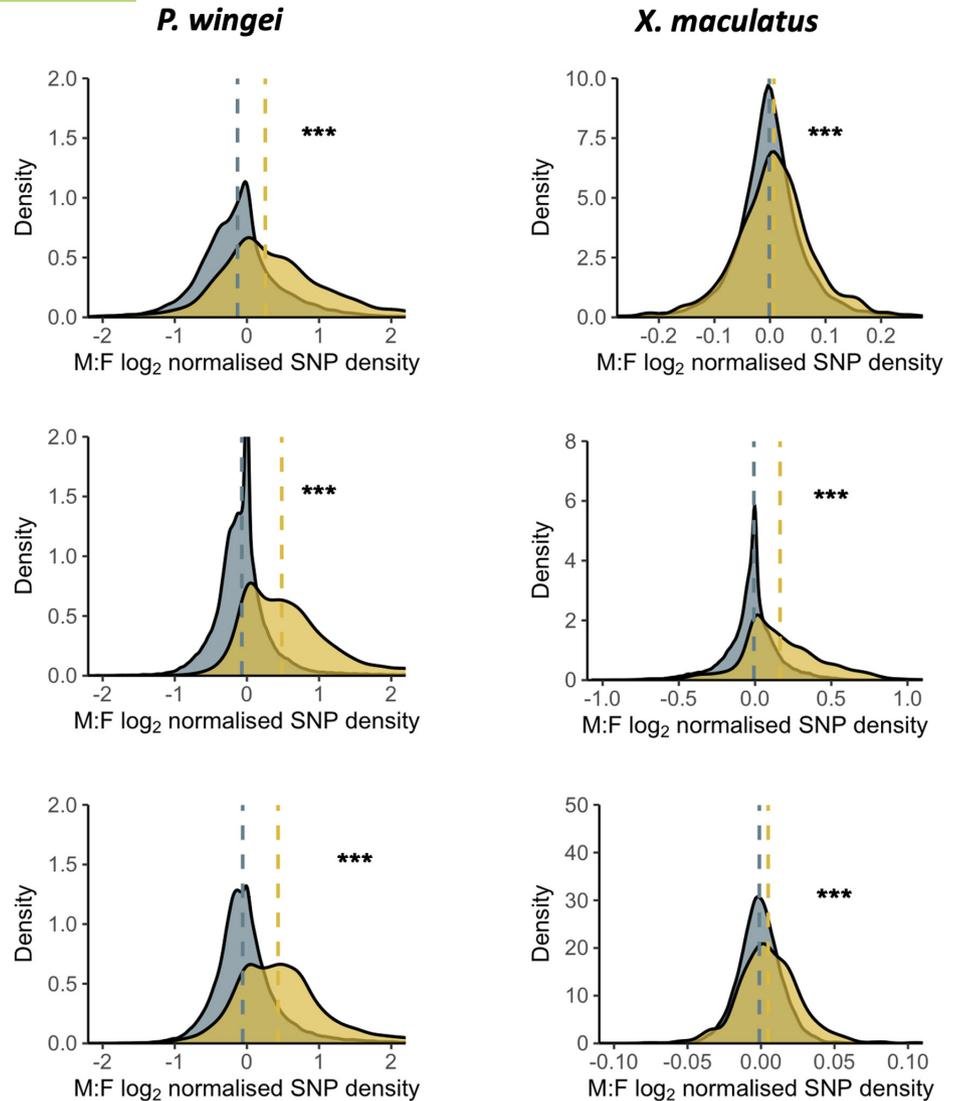 P. wingei
X. maculatus
2.0
1.5
1.0
0.5
0.0
Density
***
-2 -1 0 1 2
M:F log2 normalised SNP density
10.0
7.5
5.0
2.5
0.0
Density
***
-0.2 -0.1 0.0 0.1 0.2
M:F log2 normalised SNP density
2.0
1.5
1.0
0.5
0.0
Density
***
-2 -1 0 1 2
M:F log2 normalised SNP density
8
6
4
2
0
Density
***
-1.0 -0.5 0.0 0.5 1.0
M:F log2 normalised SNP density
2.0
1.5
1.0
0.5
0.0
Density
***
-2 -1 0 1 2
M:F log2 normalised SNP density
50
40
30
20
10
0
Density
***
-0.10 -0.05 0.00 0.05 0.10
M:F log2 normalised SNP density